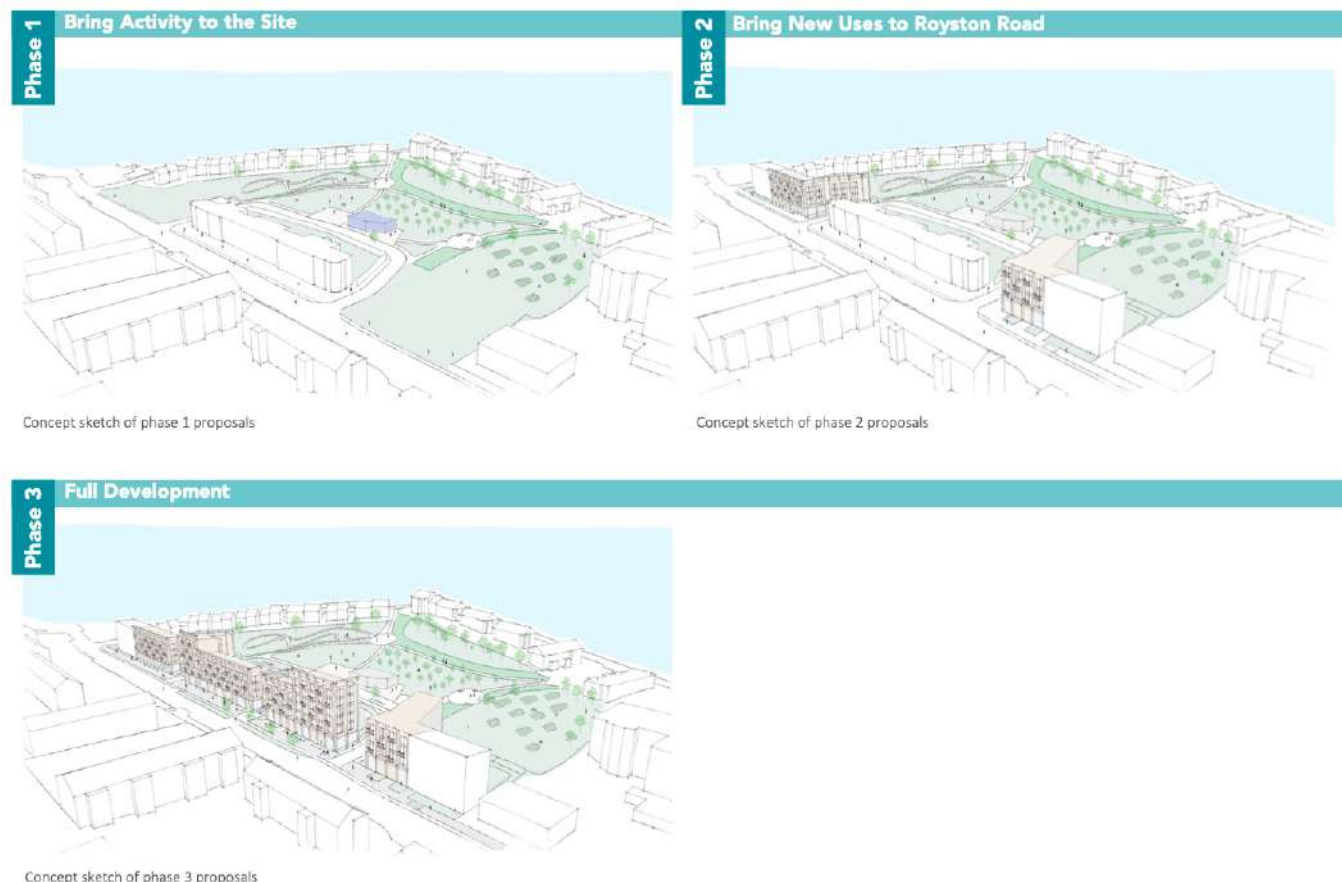 Phase 1
Bring Activity to the Site
Concept sketch of phase 1 proposals
Phase 2
Bring New Uses to Royston Road
Concept sketch of phase 2 proposals
Phase 3
Full Development
Concept sketch of phase 3 proposals